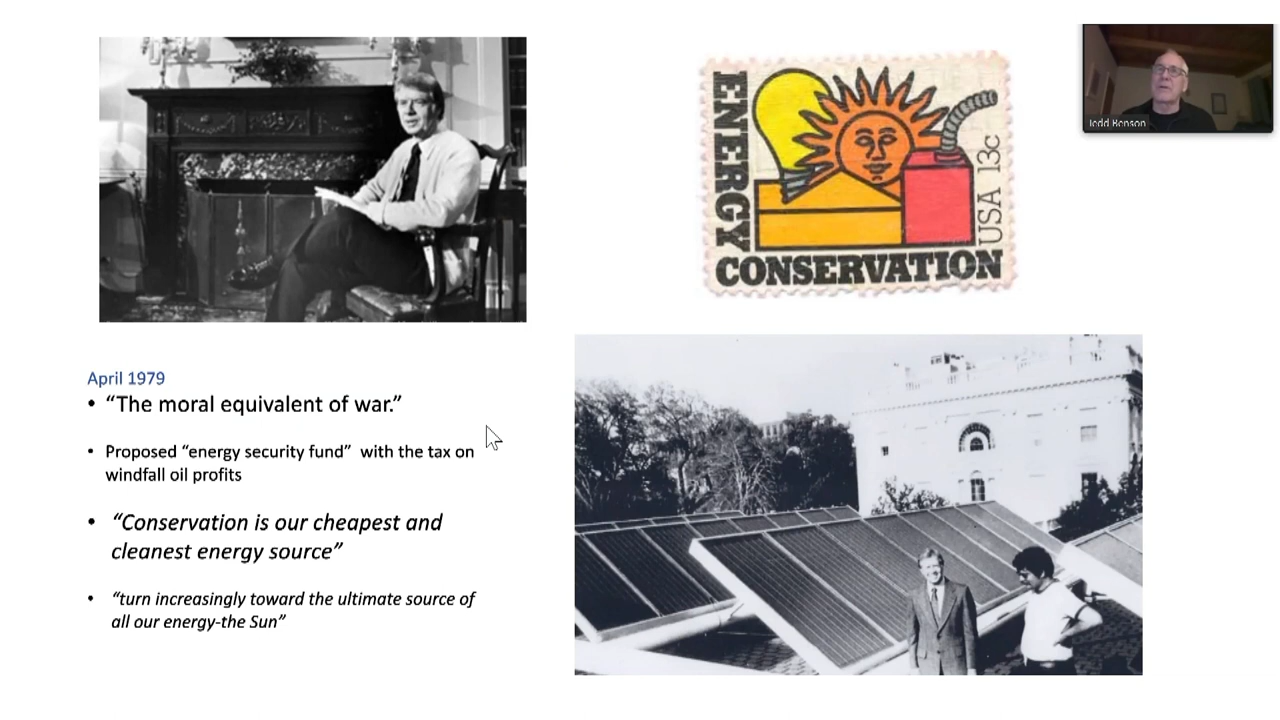 ENERGY
CONSERVATION
USA 13c
Tedd Benson
April 1979
• “The moral equivalent of war.”
• Proposed “energy security fund” with the tax on
windfall oil profits
• “Conservation is our cheapest and
cleanest energy source”
• “turn increasingly toward the ultimate source of
all our energy-the Sun”